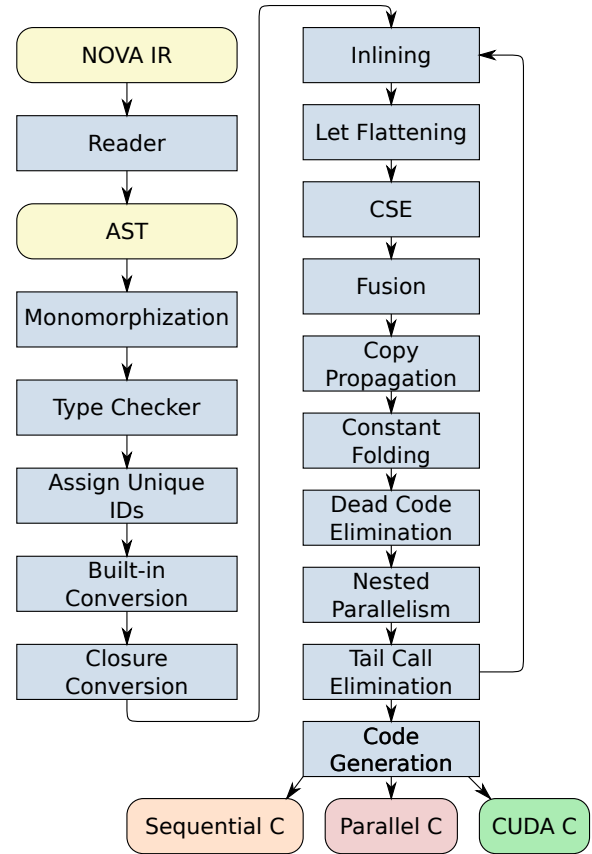 NOVA IR
Reader
AST
Monomorphization
Type Checker
Assign Unique
IDs
Built-in
Conversion
Closure
Conversion
Inlining
Let Flattening
CSE
Fusion
Copy
Propagation
Constant
Folding
Dead Code
Elimination
Nested
Parallelism
Tail Call
Elimination
Code
Generation
Sequential C
Parallel C
CUDA C